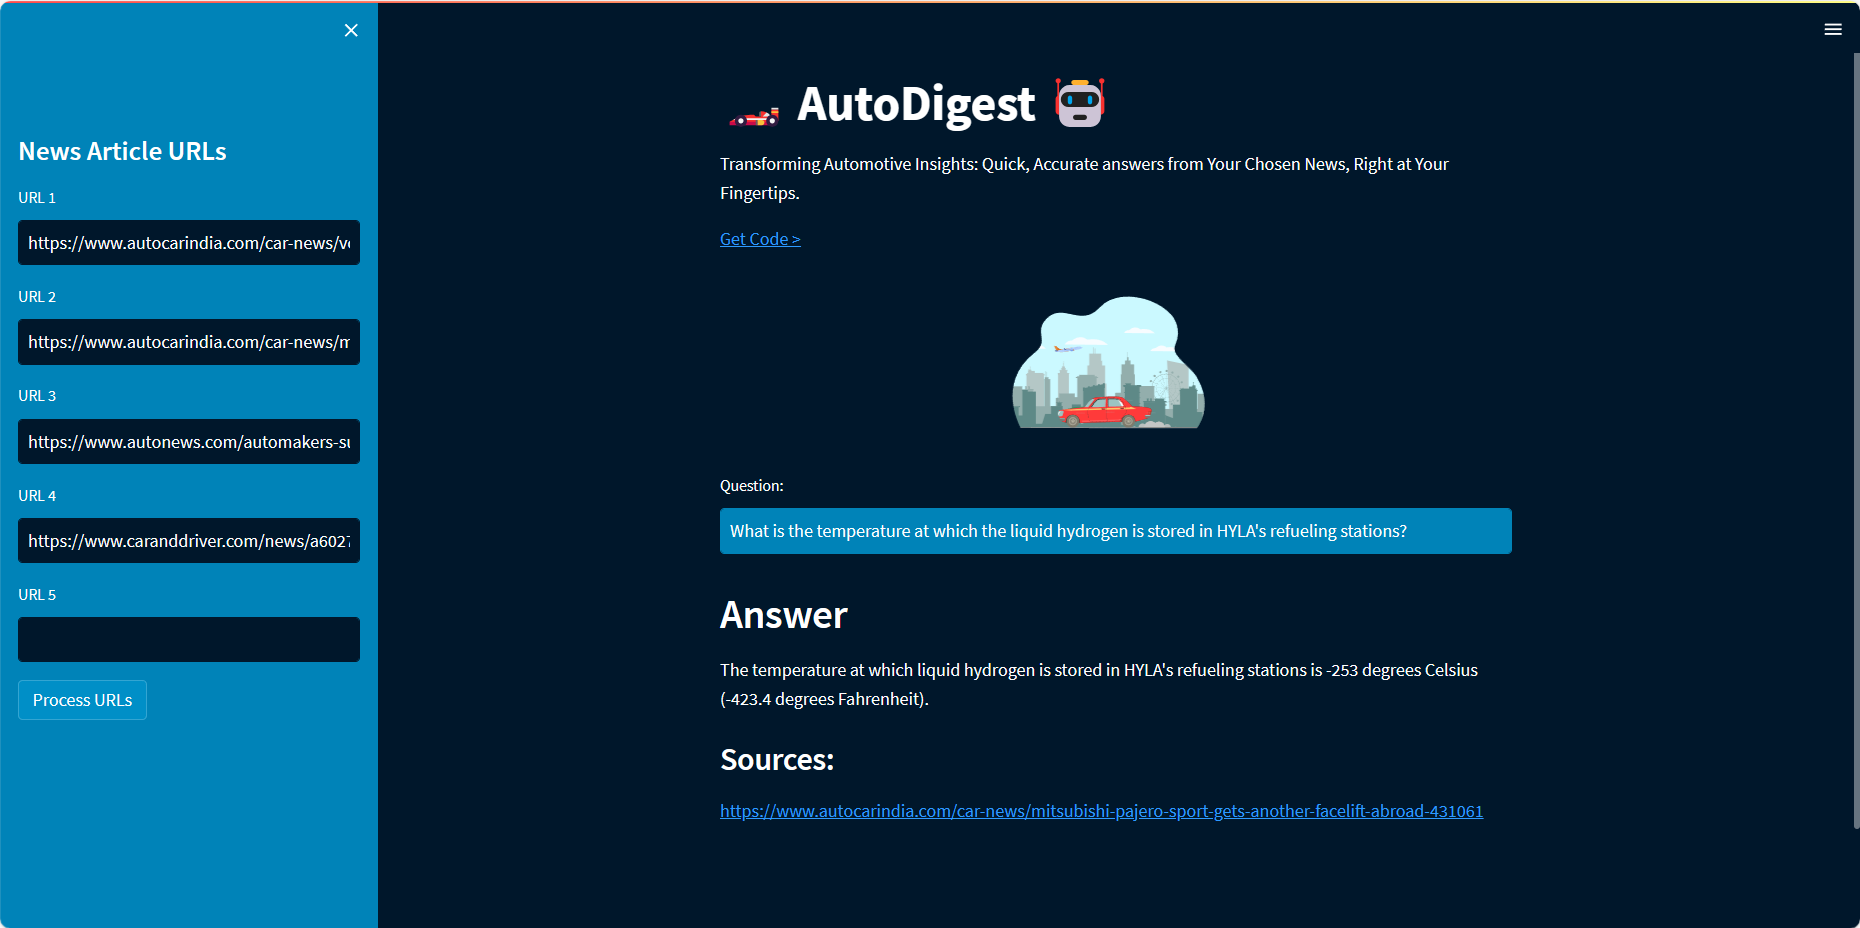 News Article URLs
URL 1
https://www.autocarindia.com/car-news/ve
URL 2
https://www.autocarindia.com/car-news/m
URL 3
https://www.autonews.com/automakers-su
URL 4
https://www.caranddriver.com/news/a6027
URL 5
Process URLs
AutoDigest
Transforming Automotive Insights: Quick, Accurate answers from Your Chosen News, Right at Your
Fingertips.
Get Code >
Question:
What is the temperature at which the liquid hydrogen is stored in HYLA's refueling stations?
Answer
The temperature at which liquid hydrogen is stored in HYLA's refueling stations is -253 degrees Celsius
(-423.4 degrees Fahrenheit).
Sources:
https://www.autocarindia.com/car-news/mitsubishi-pajero-sport-gets-another-facelift-abroad-431061